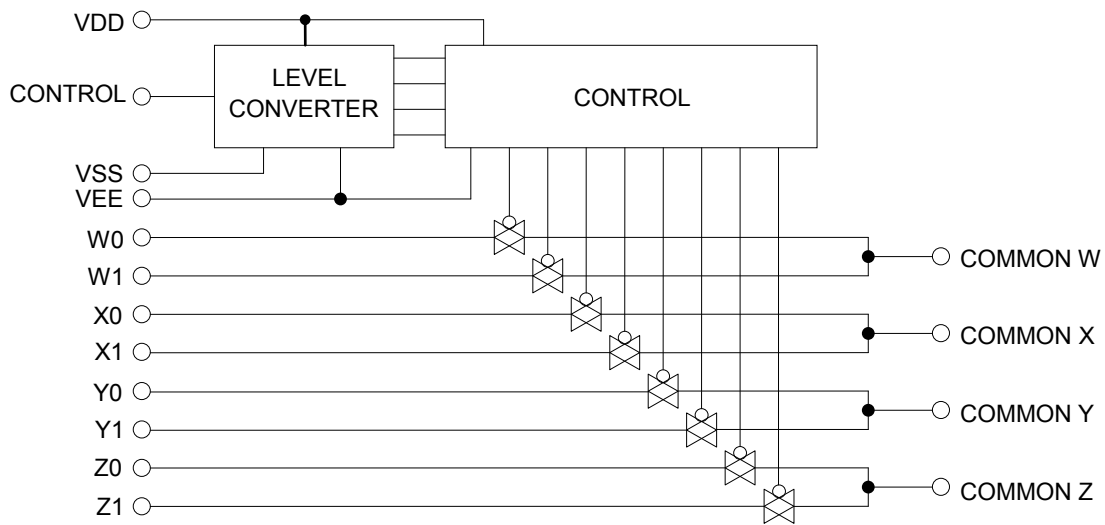 VDD
CONTROL
LEVEL
CONVERTER
CONTROL
VSS
VEE
W0
W1
COMMON W
X0
X1
COMMON X
Y0
Y1
COMMON Y
Z0
Z1
COMMON Z